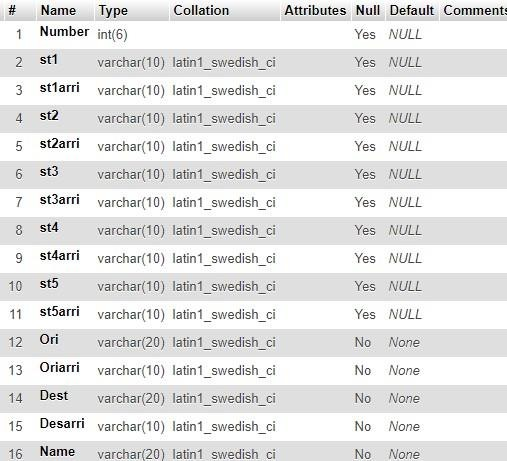 # Name Type Collation Attributes Null Default Comments
1 Number int(6) Yes NULL
2 st1 varchar(10) latin1_swedish_ci Yes NULL
3 st1arri varchar(10) latin1_swedish_ci Yes NULL
4 st2 varchar(10) latin1_swedish_ci Yes NULL
5 st2arri varchar(10) latin1_swedish_ci Yes NULL
6 st3 varchar(10) latin1_swedish_ci Yes NULL
7 st3arri varchar(10) latin1_swedish_ci Yes NULL
8 st4 varchar(10) latin1_swedish_ci Yes NULL
9 st4arri varchar(10) latin1_swedish_ci Yes NULL
10 st5 varchar(10) latin1_swedish_ci Yes NULL
11 st5arri varchar(10) latin1_swedish_ci Yes NULL
12 Ori varchar(20) latin1_swedish_ci No None
13 Oriarri varchar(10) latin1_swedish_ci No None
14 Dest varchar(20) latin1_swedish_ci No None
15 Desarri varchar(10) latin1_swedish_ci No None
16 Name varchar(20) latin1_swedish_ci No None